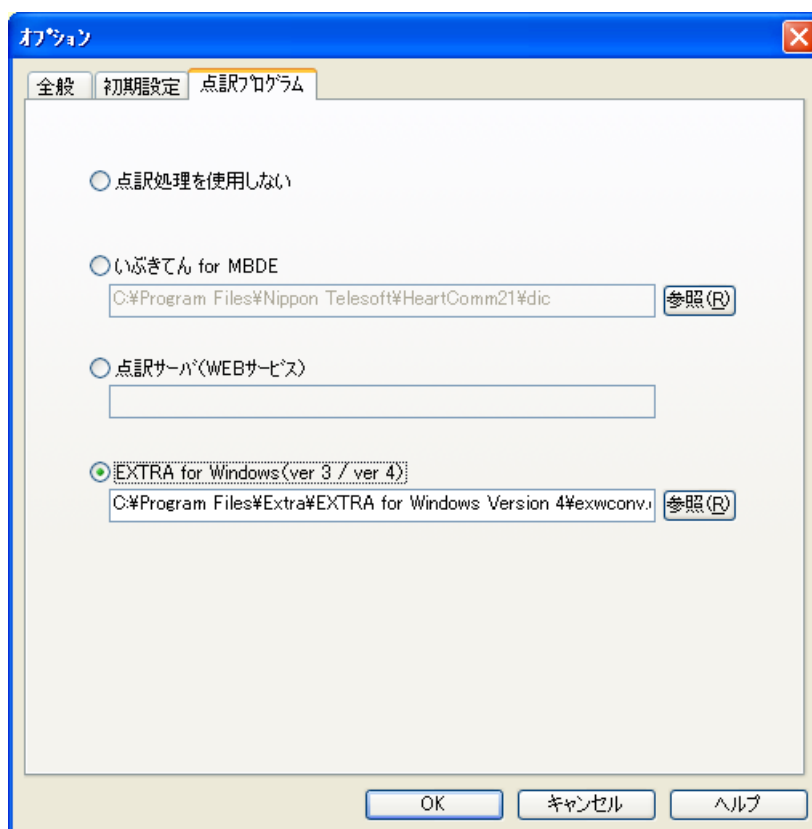 オプション
全般 初期設定 点訳プログラム
点訳処理を使用しない
いぶきてん for MBDE
C:¥Program Files¥Nippon Telesoft¥HeartComm21¥dic 参照(R)
点訳サーバ(WEBサービス)
EXTRA for Windows(ver 3 / ver 4)
C:¥Program Files¥Extra¥EXTRA for Windows Version 4¥exwconv. 参照(R)
OK キャンセル ヘルプ